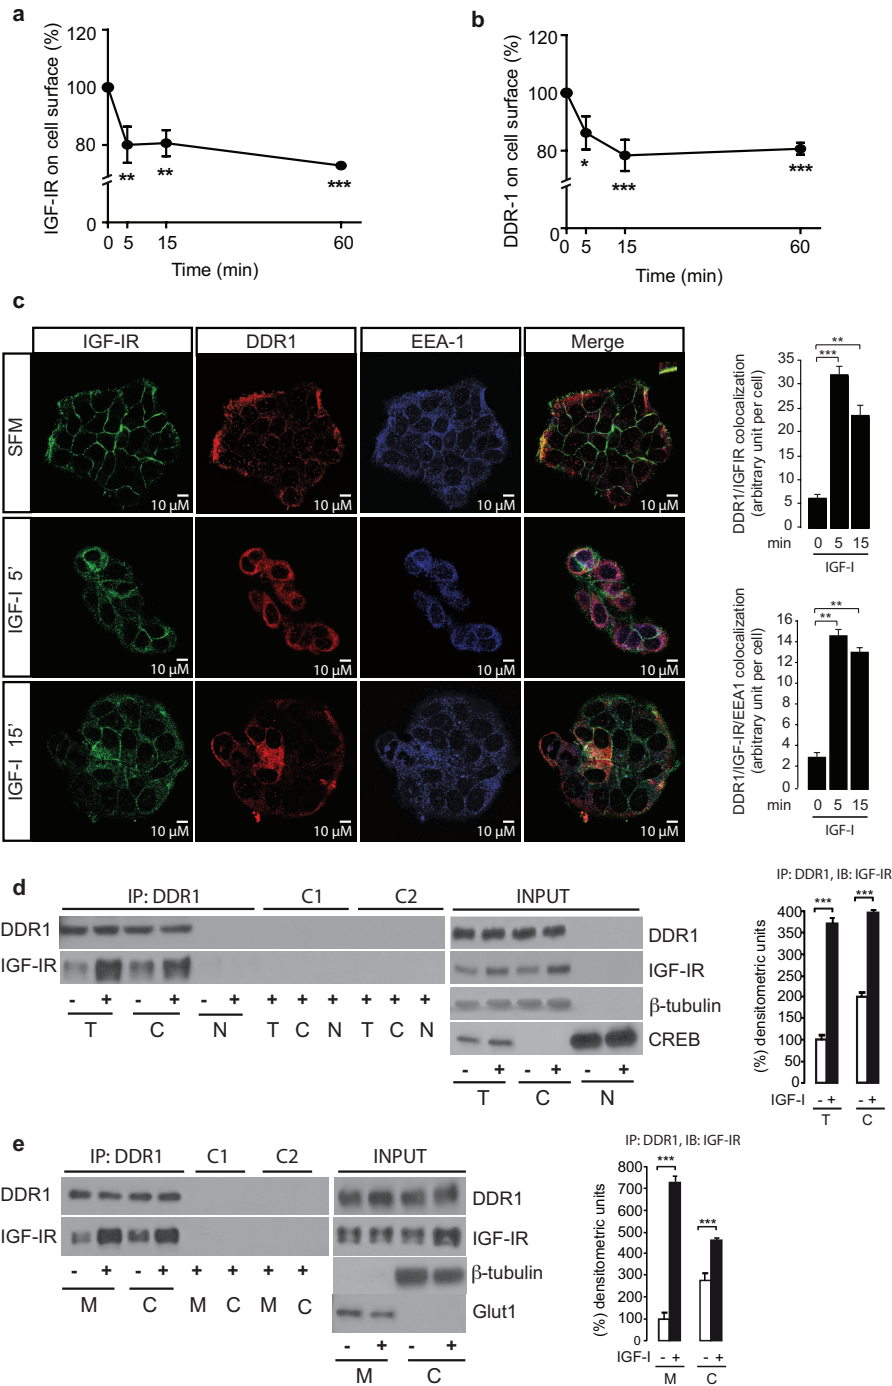 a
IGF-IR on cell surface (%)
120
100
80
0
** ** ***
0 5 15 60
Time (min)
b
DDR-1 on cell surface (%)
120
100
80
0
* *** ***
0 5 15 60
Time (min)
c
IGF-IR DDR1 EEA-1 Merge
SFM
10 µM 10 µM 10 µM 10 µM
IGF-I 5'
10 µM 10 µM 10 µM 10 µM
IGF-I 15'
10 µM 10 µM 10 µM 10 µM
DDR1/IGFIR colocalization
(arbitrary unit per cell)
**
***
35
30
25
20
15
10
5
0
min 0 5 15
IGF-I
DDR1/IGF-IR/EEA1 colocalization
(arbitrary unit per cell)
**
**
16
14
12
10
8
6
4
2
0
min 0 5 15
IGF-I
d
IP: DDR1 C1 C2 INPUT
DDR1
IGF-IR
- + - + - + + + + + + +
T C N T C N T C N
DDR1
IGF-IR
β-tubulin
CREB
- + - + - +
T C N
IP: DDR1, IB: IGF-IR
(%) densitometric units
*** ***
400
350
300
250
200
150
100
50
0
IGF-I - + - +
T C
e
IP: DDR1 C1 C2 INPUT
DDR1
IGF-IR
- + - + + + + +
M C M C M C
DDR1
IGF-IR
β-tubulin
Glut1
- + - +
M C
IP: DDR1, IB: IGF-IR
(%) densitometric units
*** ***
800
700
600
500
400
300
200
100
0
IGF-I - + - +
M C